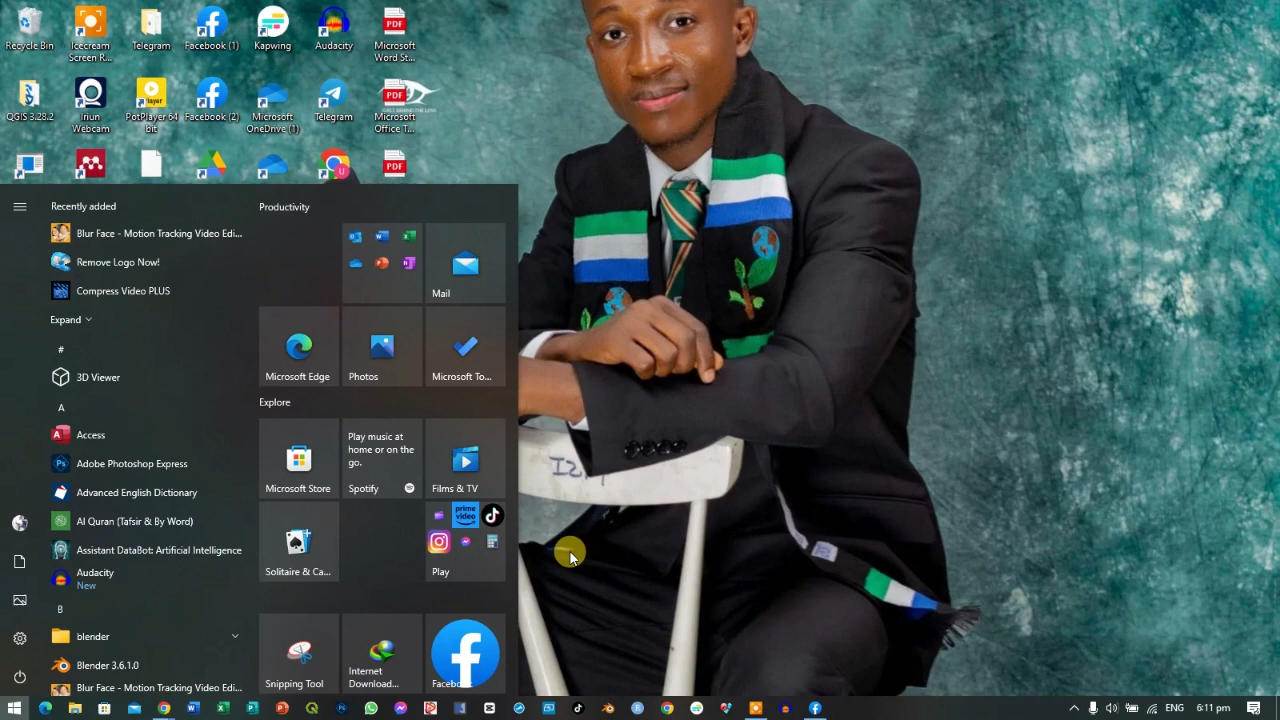 Recycle Bin
Icecream
Screen R...
Telegram
Facebook (1)
Kapwing
Audacity
Microsoft
Word St...
QGIS 3.28.2
Iriun
Webcam
PotPlayer 64
bit
Facebook (2)
Microsoft
OneDrive (1)
Telegram
Microsoft
Office T...
PDF
PDF
PDF
Player
Recently added
Blur Face - Motion Tracking Video Edi...
Remove Logo Now!
Compress Video PLUS
Expand
#
3D Viewer
A
Access
Adobe Photoshop Express
Advanced English Dictionary
Al Quran (Tafsir & By Word)
Assistant DataBot: Artificial Intelligence
Audacity
New
B
blender
Blender 3.6.1.0
Blur Face - Motion Tracking Video Edi...
Productivity
Mail
Microsoft Edge
Photos
Microsoft To...
Explore
Microsoft Store
Play music at
home or on the
go.
Spotify
Films & TV
Solitaire & Ca...
prime
video
Play
Snipping Tool
Internet
Download...
6:11 pm
ENG